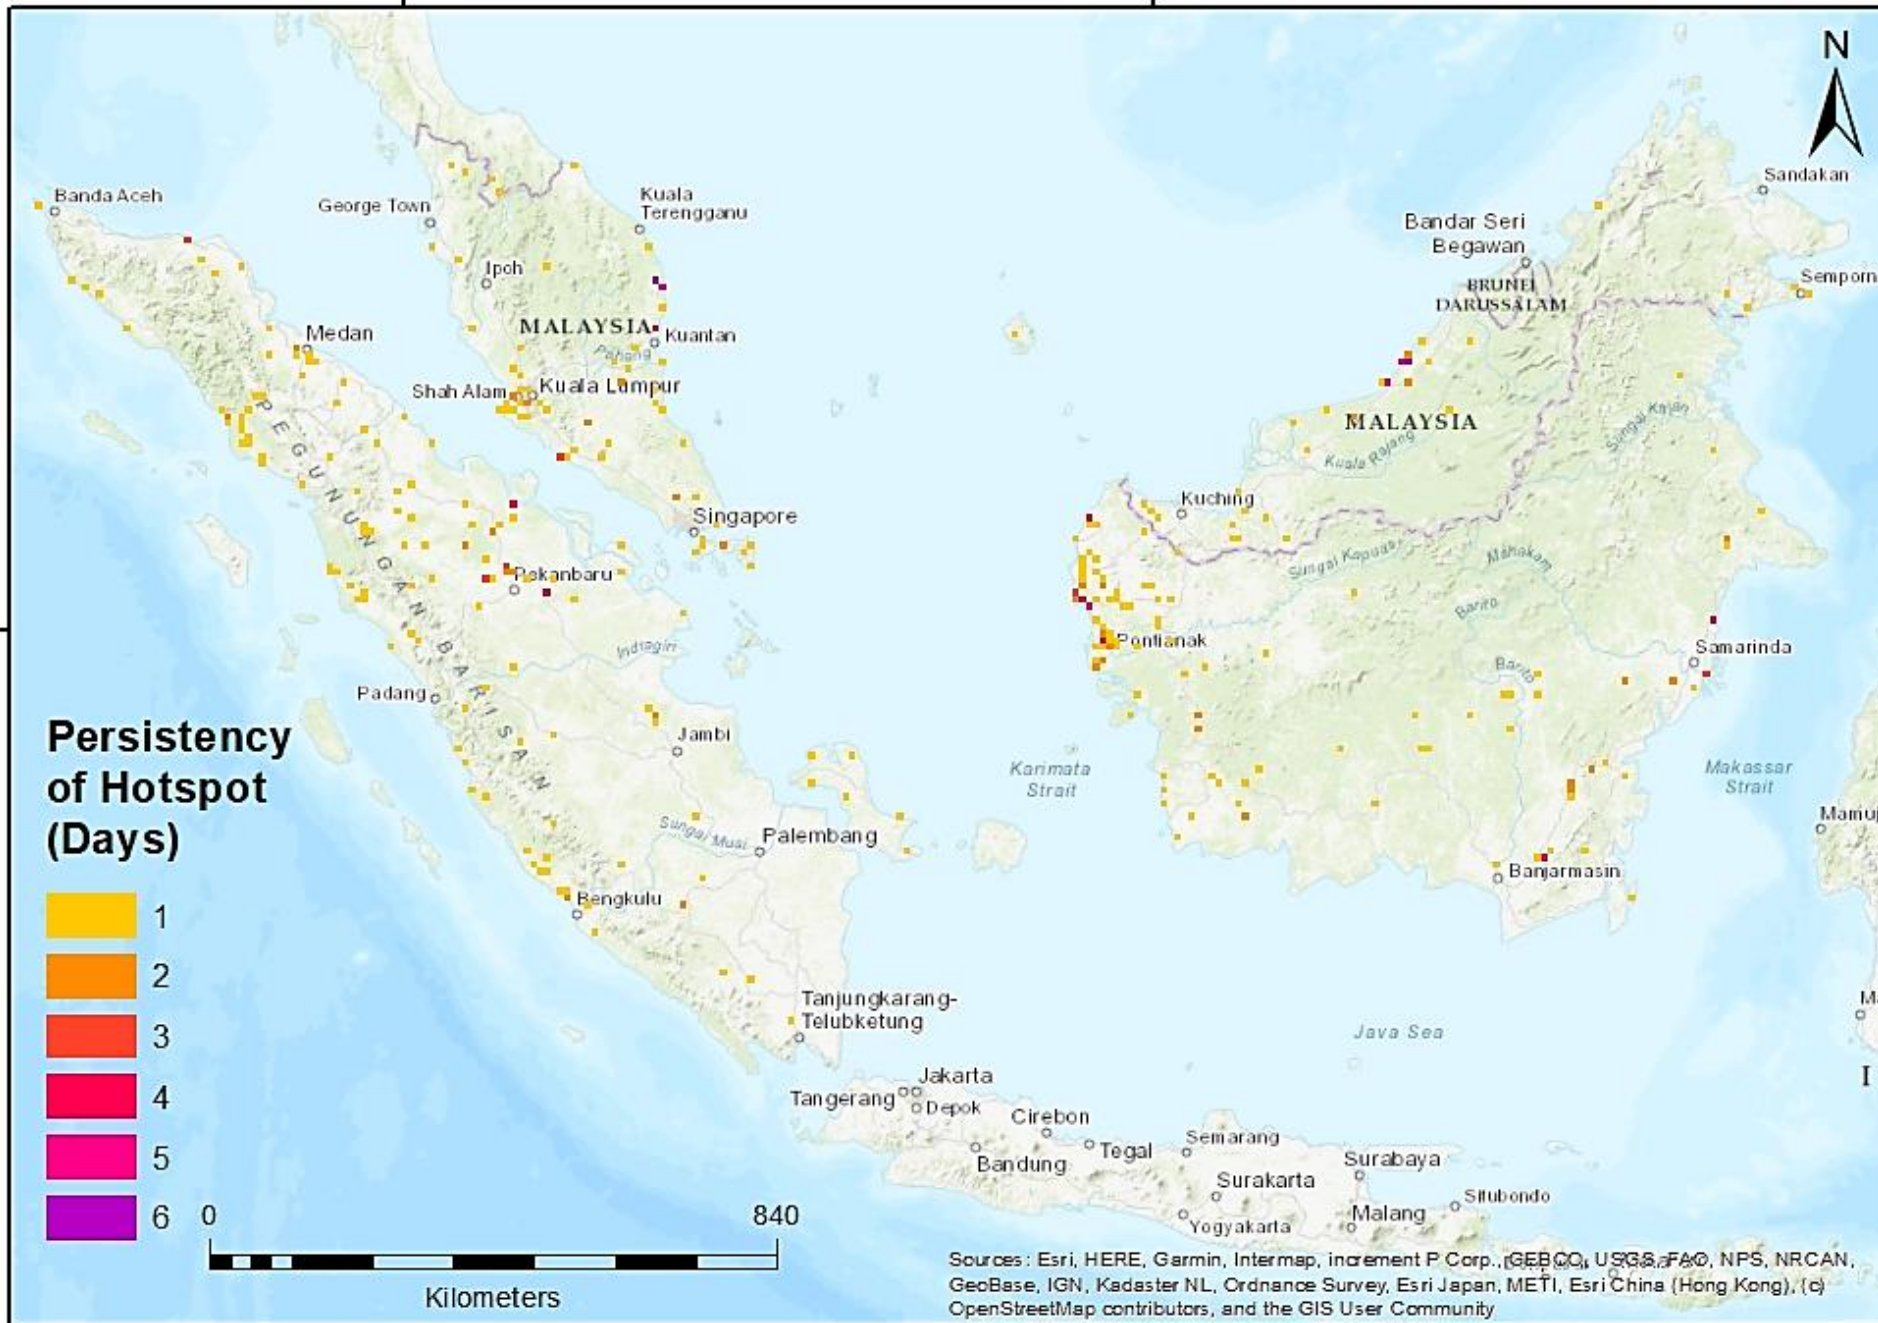 N
Banda Aceh
George Town
Kuala
Terengganu
Ipoh
Medan
MALAYSIA
Kuantan
Pahang
Shah Alam
Kuala Lumpur
Singapore
PEGUNUNGAN BARISAN
Pekanbaru
Indragiri
Padang
Jambi
Sungai Musi
Palembang
Bengkulu
Tanjungkarang-
Telubketung
Sandakan
Bandar Seri
Begawan
BRUNEI
DARUSSALAM
Semporn
MALAYSIA
Kuala Rajang
Sungai Kajan
Kuching
Sungai Kapuas
Mahakam
Barito
Pontianak
Samarinda
Barito
Karimata
Strait
Makassar
Strait
Mamuj
Banjarmasin
Java Sea
M
I
Jakarta
Tangerang
Depok
Cirebon
Bandung
Tegal
Semarang
Surabaya
Surakarta
Situbondo
Yogyakarta
Malang
Persistency
of Hotspot
(Days)
1
2
3
4
5
6
0 840
Kilometers
Sources: Esri, HERE, Garmin, Intermap, increment P Corp., GEBCO, USGS, FAO, NPS, NRCAN,
GeoBase, IGN, Kadaster NL, Ordnance Survey, Esri Japan, METI, Esri China (Hong Kong), (c)
OpenStreetMap contributors, and the GIS User Community